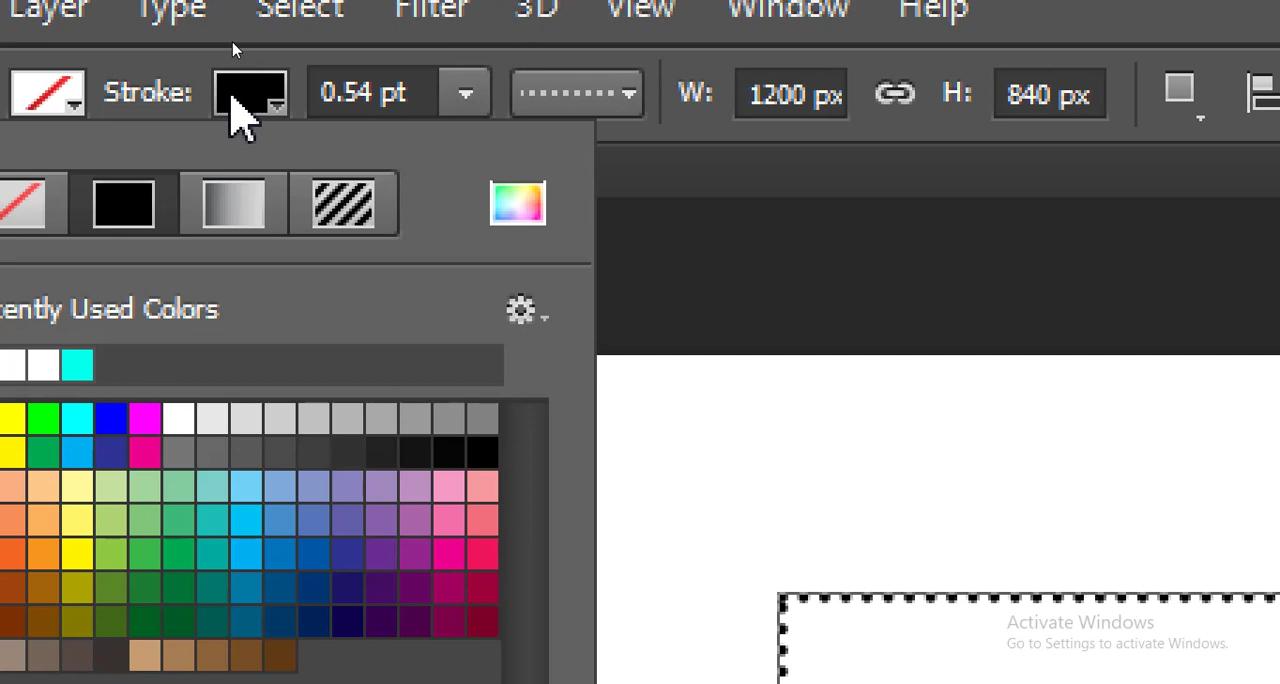 Layer Type Select Filter 3D View Window Help
Stroke: 0.54 pt W: 1200 px H: 840 px
Used Colors
Activate Windows
Go to Settings to activate Windows.